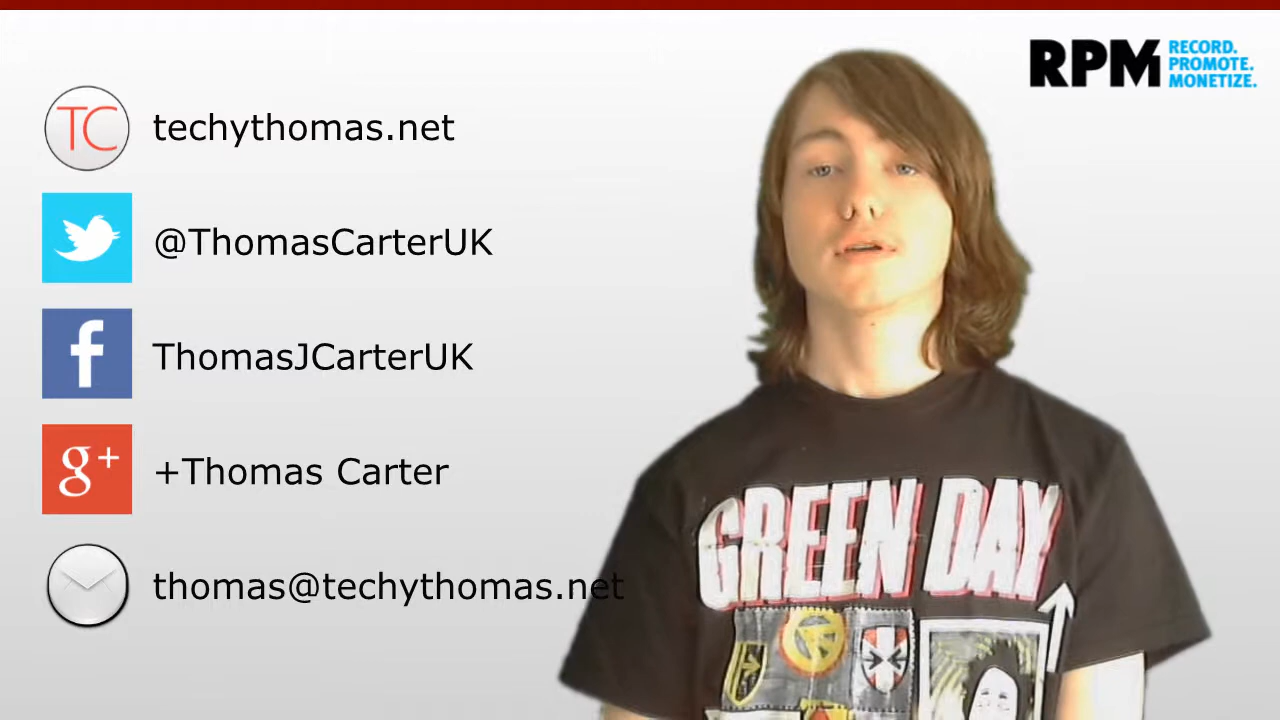 RPM
RECORD.
PROMOTE.
MONETIZE.
TC
techythomas.net
@ThomasCarterUK
f
ThomasJCarterUK
g+
+Thomas Carter
thomas@techythomas.net
GREEN DAY